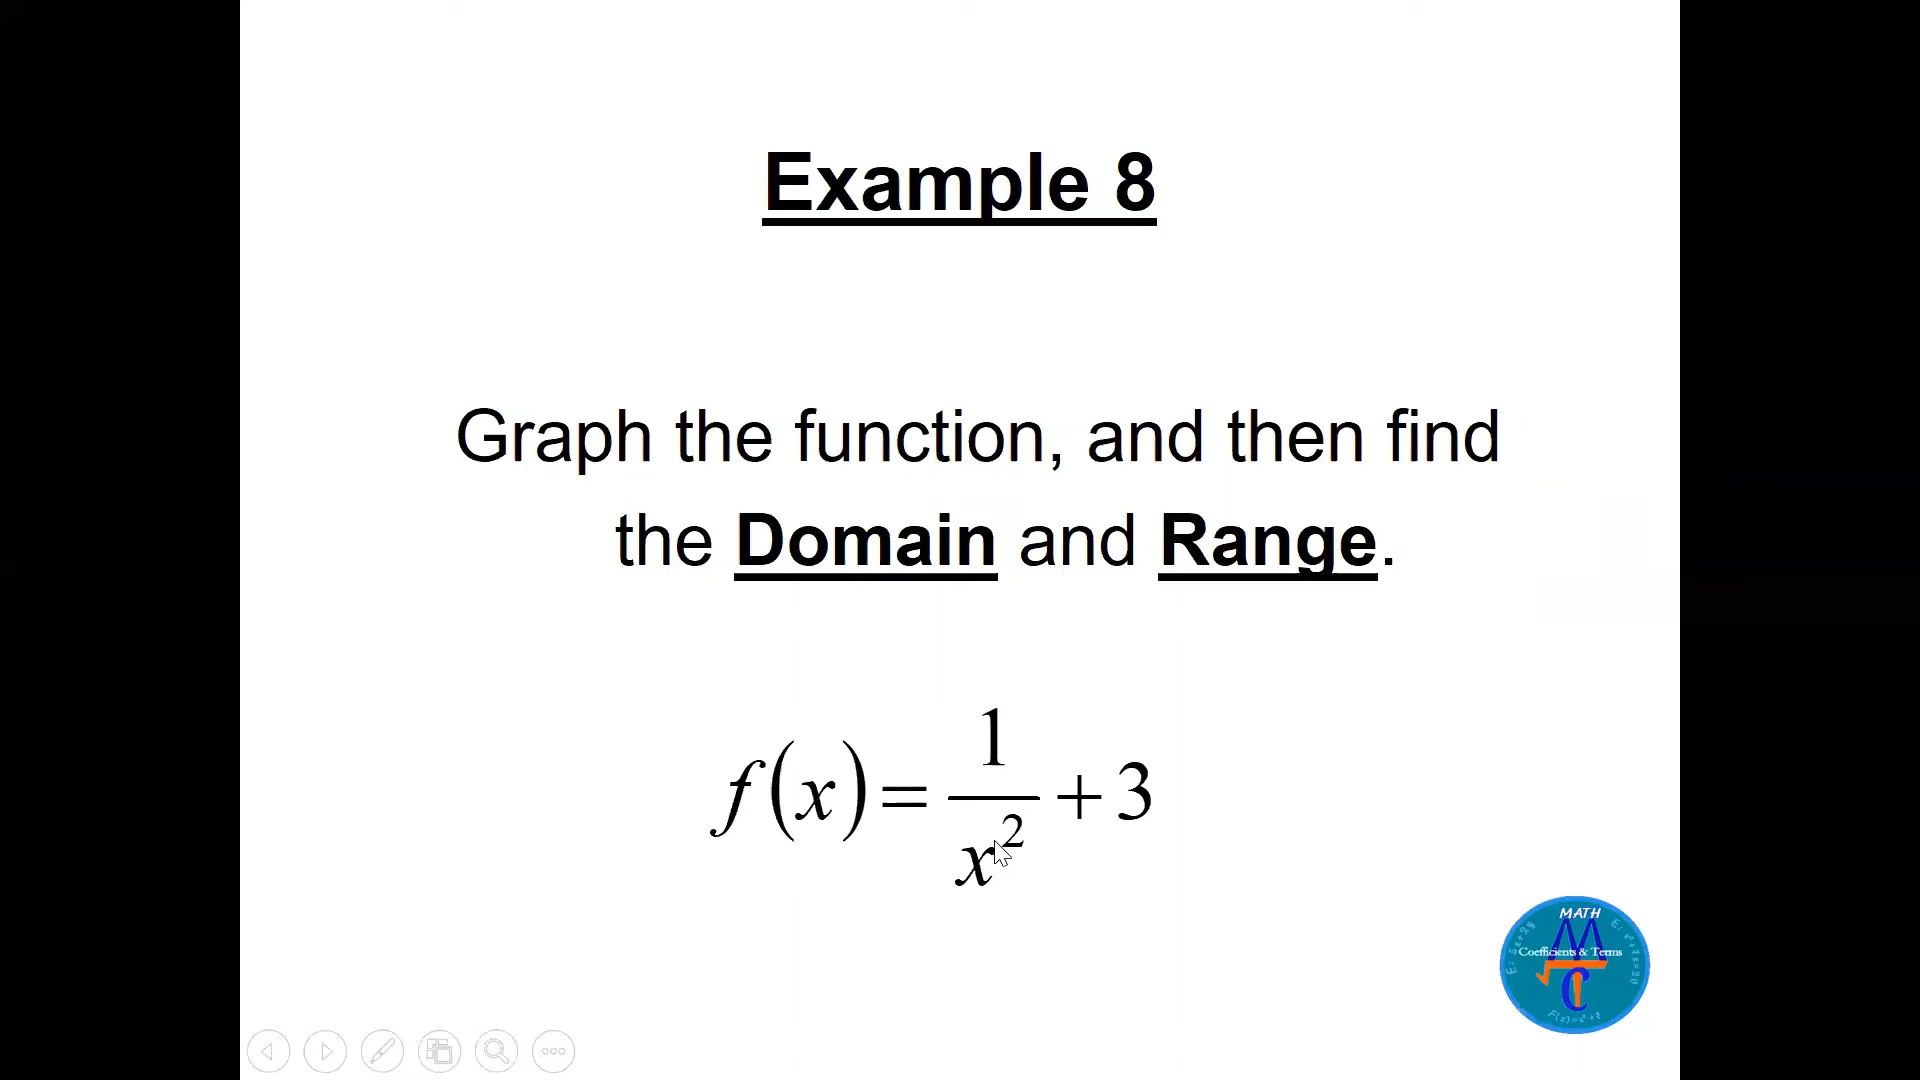 Example 8
Graph the function, and then find
the Domain and Range.
f(x) = 1/x² + 3
MATH
Coefficients & Terms